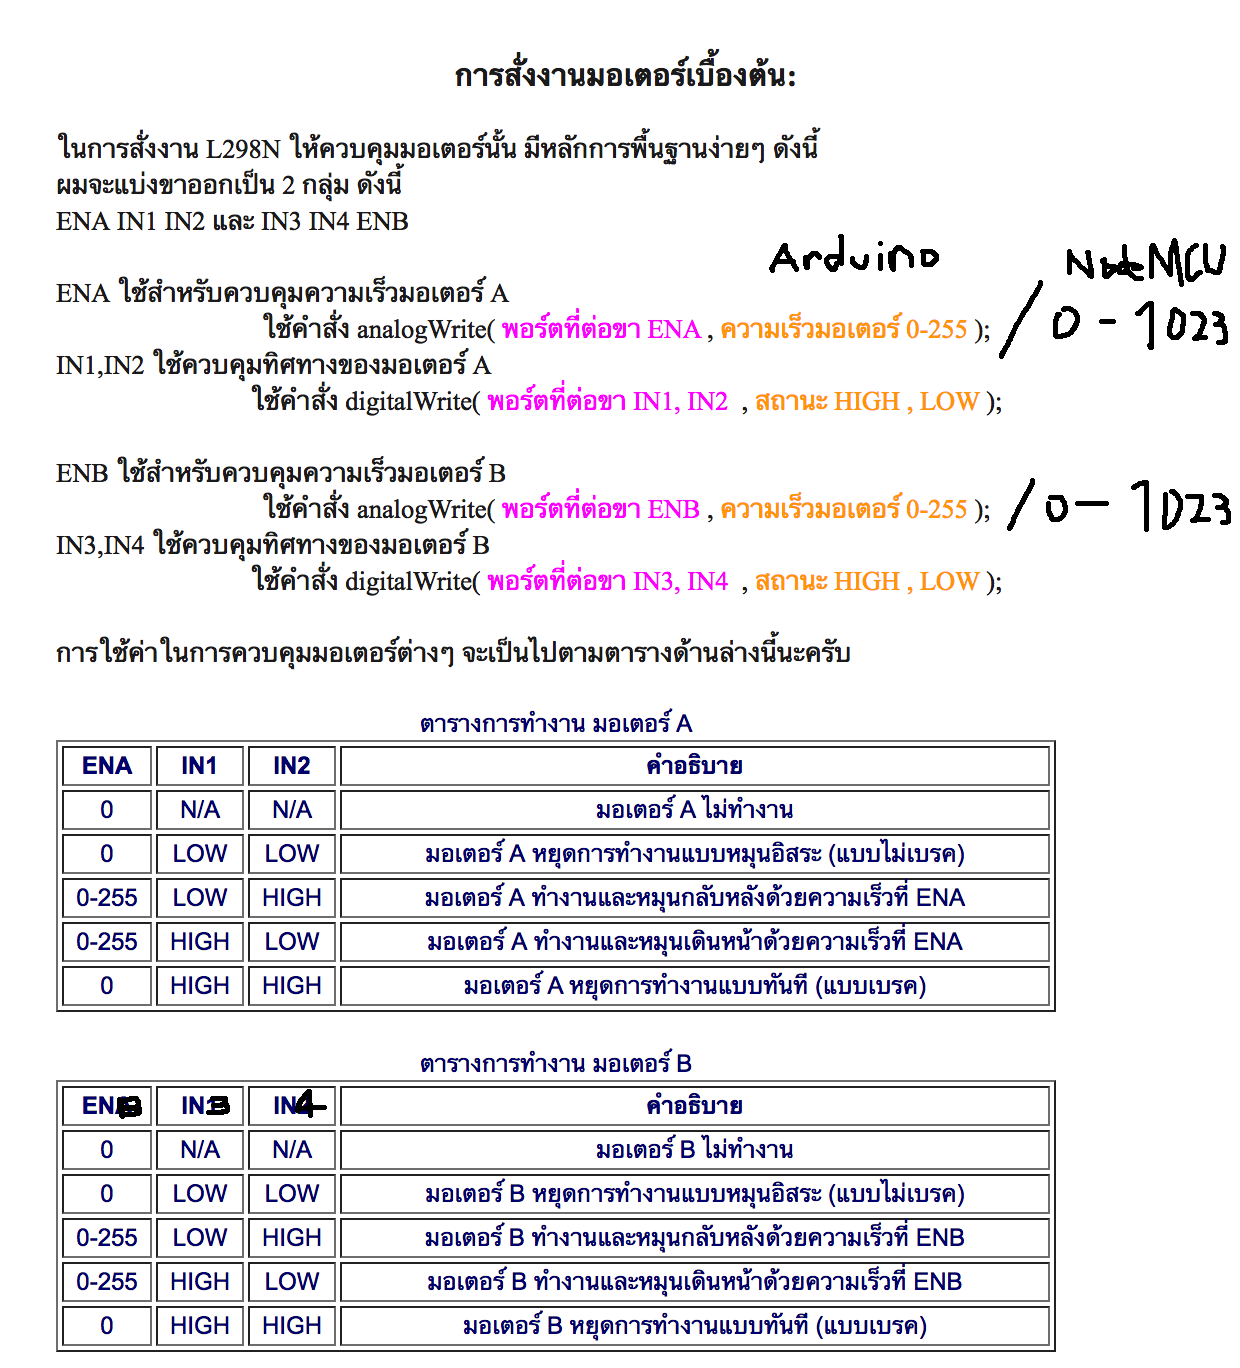 การสั่งงานมอเตอร์เบื้องต้น:
ในการสั่งงาน L298N ให้ควบคุมมอเตอร์นั้น มีหลักการพื้นฐานง่ายๆ ดังนี้
ผมจะแบ่งขาออกเป็น 2 กลุ่ม ดังนี้
ENA IN1 IN2 และ IN3 IN4 ENB
Arduino NodeMCU
ENA ใช้สำหรับควบคุมความเร็วมอเตอร์ A
ใช้คำสั่ง analogWrite( พอร์ตที่ต่อขา ENA , ความเร็วมอเตอร์ 0-255 ); / 0 - 1023
IN1,IN2 ใช้ควบคุมทิศทางของมอเตอร์ A
ใช้คำสั่ง digitalWrite( พอร์ตที่ต่อขา IN1, IN2 , สถานะ HIGH , LOW );
ENB ใช้สำหรับควบคุมความเร็วมอเตอร์ B
ใช้คำสั่ง analogWrite( พอร์ตที่ต่อขา ENB , ความเร็วมอเตอร์ 0-255 ); / 0 - 1023
IN3,IN4 ใช้ควบคุมทิศทางของมอเตอร์ B
ใช้คำสั่ง digitalWrite( พอร์ตที่ต่อขา IN3, IN4 , สถานะ HIGH , LOW );
การใช้ค่าในการควบคุมมอเตอร์ต่างๆ จะเป็นไปตามตารางด้านล่างนี้นะครับ
ตารางการทำงาน มอเตอร์ A
ENA IN1 IN2 คำอธิบาย
0 N/A N/A มอเตอร์ A ไม่ทำงาน
0 LOW LOW มอเตอร์ A หยุดการทำงานแบบหมุนอิสระ (แบบไม่เบรค)
0-255 LOW HIGH มอเตอร์ A ทำงานและหมุนกลับหลังด้วยความเร็วที่ ENA
0-255 HIGH LOW มอเตอร์ A ทำงานและหมุนเดินหน้าด้วยความเร็วที่ ENA
0 HIGH HIGH มอเตอร์ A หยุดการทำงานแบบทันที (แบบเบรค)
ตารางการทำงาน มอเตอร์ B
ENB IN3 IN4 คำอธิบาย
0 N/A N/A มอเตอร์ B ไม่ทำงาน
0 LOW LOW มอเตอร์ B หยุดการทำงานแบบหมุนอิสระ (แบบไม่เบรค)
0-255 LOW HIGH มอเตอร์ B ทำงานและหมุนกลับหลังด้วยความเร็วที่ ENB
0-255 HIGH LOW มอเตอร์ B ทำงานและหมุนเดินหน้าด้วยความเร็วที่ ENB
0 HIGH HIGH มอเตอร์ B หยุดการทำงานแบบทันที (แบบเบรค)